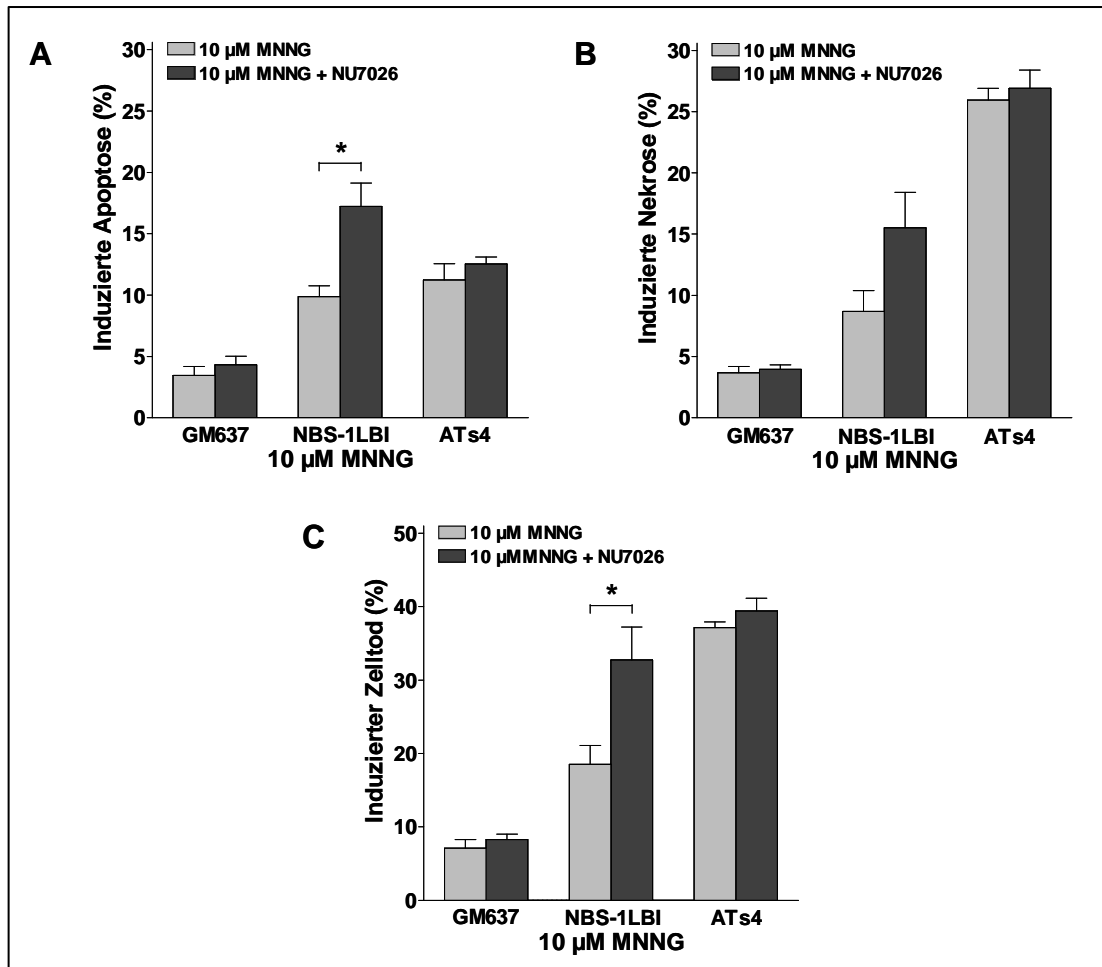 A
Induzierte Apoptose (%)
30
25
20
15
10
5
0
10 µM MNNG
10 µM MNNG + NU7026
*
GM637 NBS-1LBI ATs4
10 µM MNNG
B
Induzierte Nekrose (%)
30
25
20
15
10
5
0
10 µM MNNG
10 µM MNNG + NU7026
GM637 NBS-1LBI ATs4
10 µM MNNG
C
Induzierter Zelltod (%)
50
40
30
20
10
0
10 µM MNNG
10 µMMNNG + NU7026
*
GM637 NBS-1LBI ATs4
10 µM MNNG